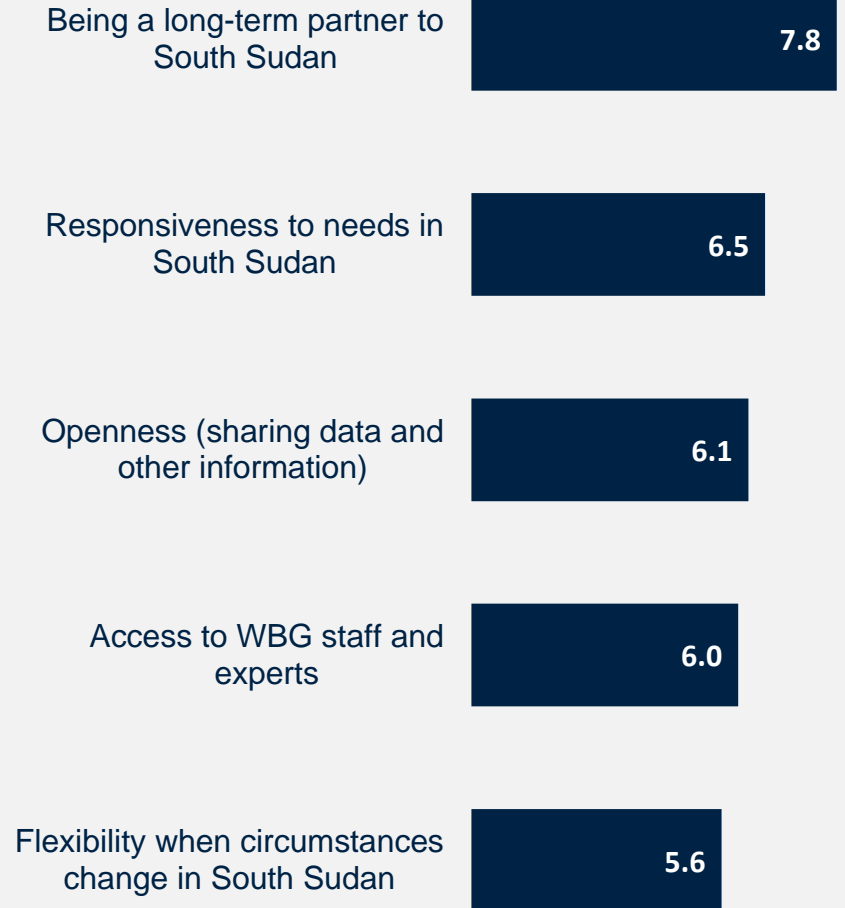 Being a long-term partner to
South Sudan
7.8
Responsiveness to needs in
South Sudan
6.5
Openness (sharing data and
other information)
6.1
Access to WBG staff and
experts
6.0
Flexibility when circumstances
change in South Sudan
5.6